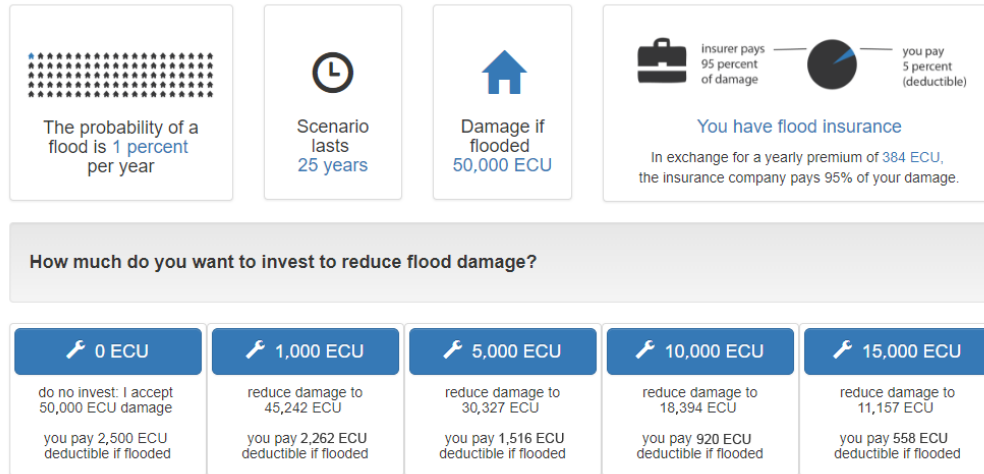 The probability of a
flood is 1 percent
per year
Scenario
lasts
25 years
Damage if
flooded
50,000 ECU
insurer pays
95 percent
of damage
you pay
5 percent
(deductible)
You have flood insurance
In exchange for a yearly premium of 384 ECU,
the insurance company pays 95% of your damage.
How much do you want to invest to reduce flood damage?
0 ECU
do no invest: I accept
50,000 ECU damage
you pay 2,500 ECU
deductible if flooded
1,000 ECU
reduce damage to
45,242 ECU
you pay 2,262 ECU
deductible if flooded
5,000 ECU
reduce damage to
30,327 ECU
you pay 1,516 ECU
deductible if flooded
10,000 ECU
reduce damage to
18,394 ECU
you pay 920 ECU
deductible if flooded
15,000 ECU
reduce damage to
11,157 ECU
you pay 558 ECU
deductible if flooded